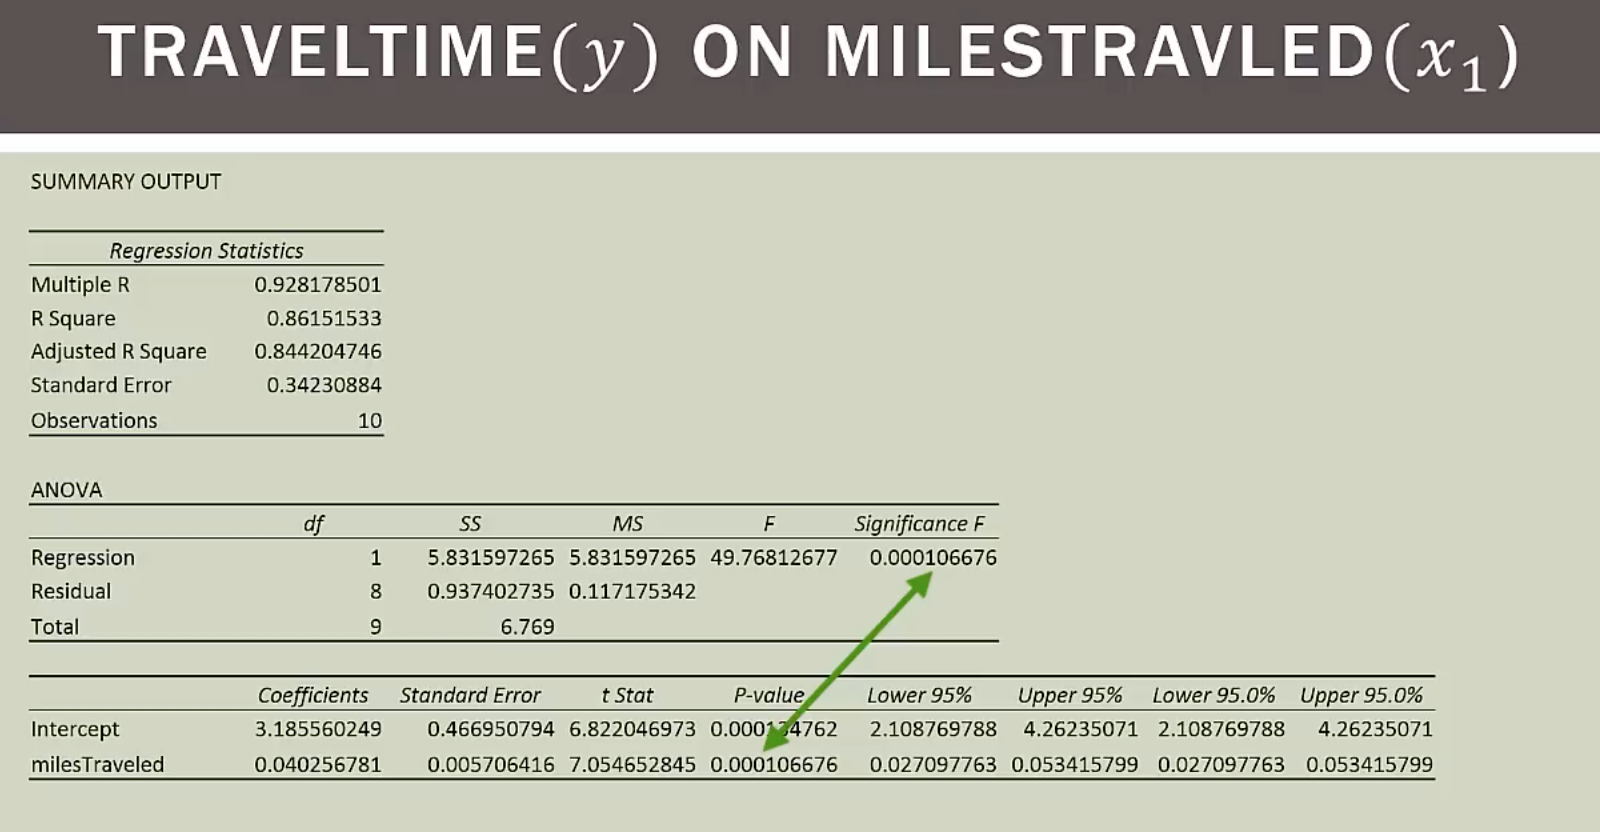 TRAVELTIME(y) ON MILESTRAVLED(x₁)
SUMMARY OUTPUT
Regression Statistics
Multiple R 0.928178501
R Square 0.86151533
Adjusted R Square 0.844204746
Standard Error 0.34230884
Observations 10
ANOVA
df SS MS F Significance F
Regression 1 5.831597265 5.831597265 49.76812677 0.000106676
Residual 8 0.937402735 0.117175342
Total 9 6.769
Coefficients Standard Error t Stat P-value Lower 95% Upper 95% Lower 95.0% Upper 95.0%
Intercept 3.185560249 0.466950794 6.822046973 2.108769788 4.26235071 2.108769788 4.26235071
milesTraveled 0.040256781 0.005706416 7.054652845 0.000106676 0.027097763 0.053415799 0.027097763 0.053415799